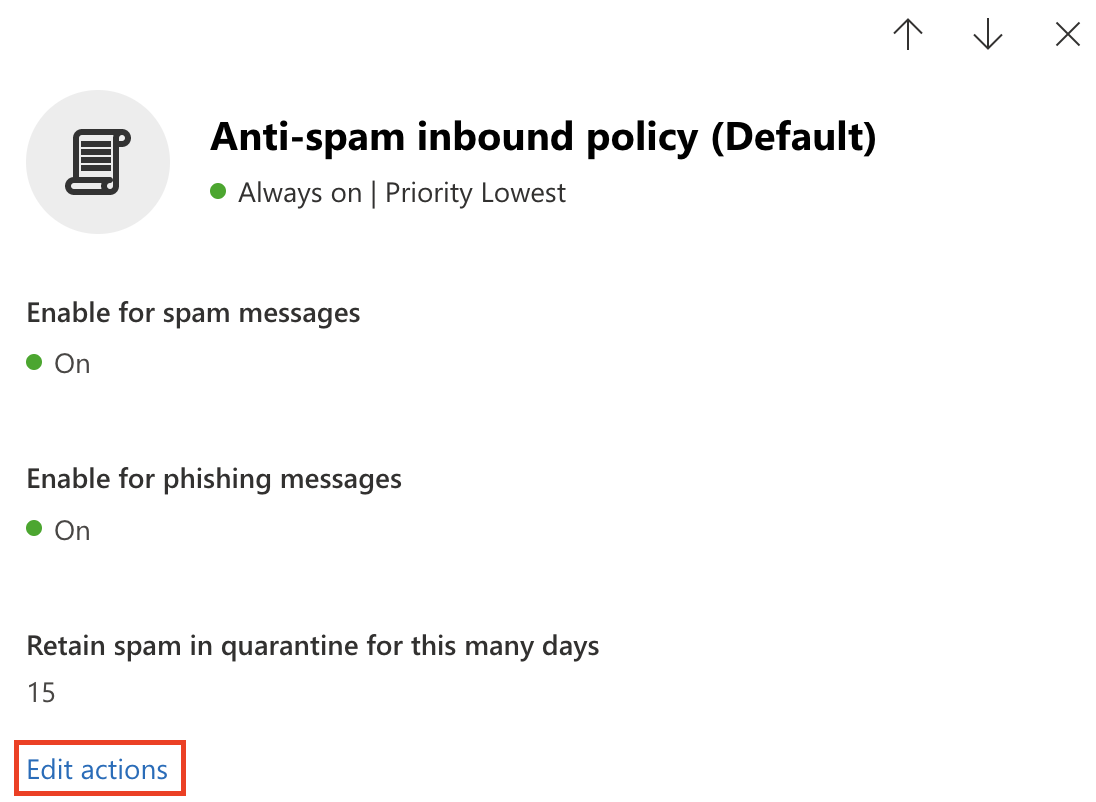 Anti-spam inbound policy (Default)
Always on | Priority Lowest
Enable for spam messages
On
Enable for phishing messages
On
Retain spam in quarantine for this many days
15
Edit actions